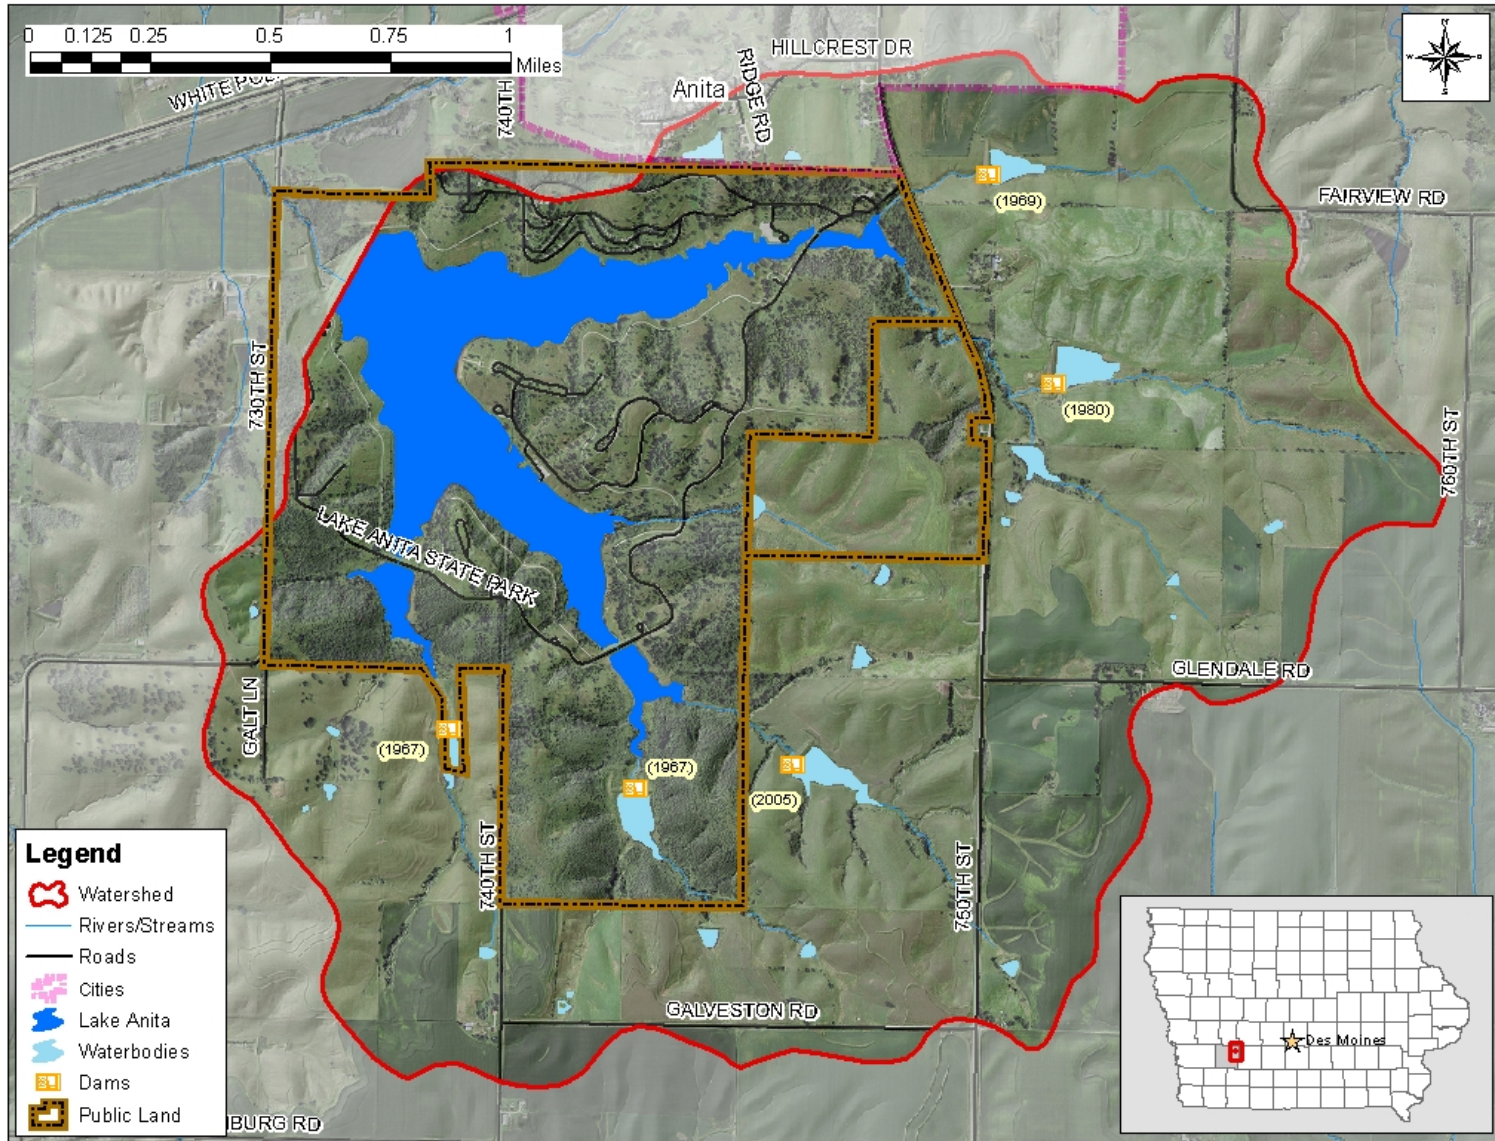 0 0.125 0.25 0.5 0.75 1
Miles
HILLCREST DR
N
W
S
WHITE
740TH
Anita
RIDGE RD
(1969)
FAIRVIEW RD
730TH ST
(1980)
760TH ST
LAKE ANITA STATE PARK
GLENDALE RD
GALT LN
(1967)
(1967)
(2005)
740TH ST
750TH ST
GALVESTON RD
BURG RD
Legend
Watershed
Rivers/Streams
Roads
Cities
Lake Anita
Waterbodies
Dams
Public Land
Des Moines